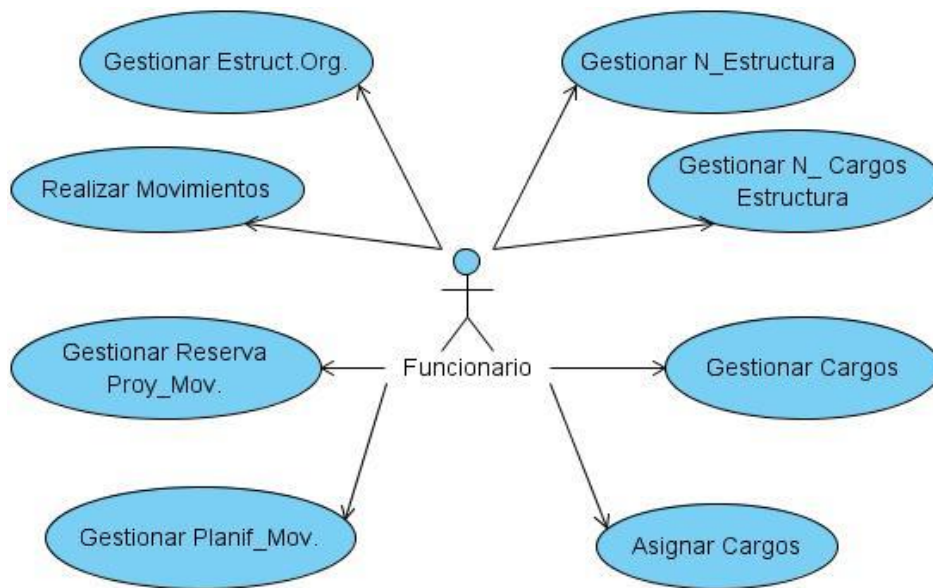 Gestionar Estruct.Org.
Gestionar N_Estructura
Realizar Movimientos
Gestionar N_ Cargos
Estructura
Gestionar Reserva
Proy_Mov.
Funcionario
Gestionar Cargos
Gestionar Planif_Mov.
Asignar Cargos